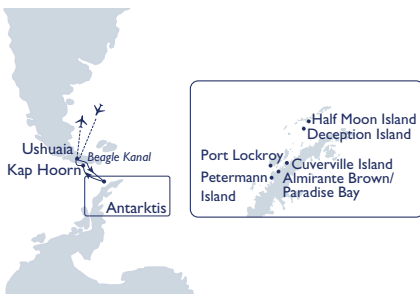 Ushuaia
Beagle Kanal
Kap Hoorn
Antarktis
Half Moon Island
Deception Island
Port Lockroy
Cuverville Island
Petermann
Island
Almirante Brown/
Paradise Bay